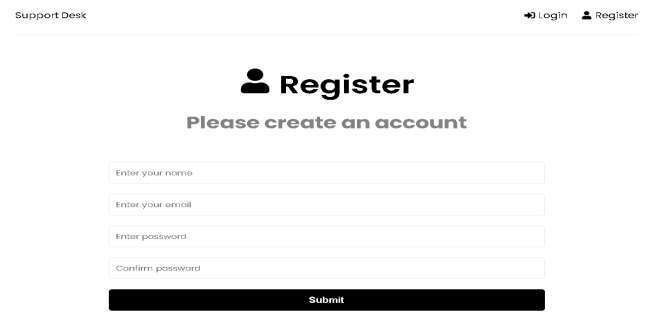 Support Desk
Login Register
Register
Please create an account
Enter your name
Enter your email
Enter password
Confirm password
Submit